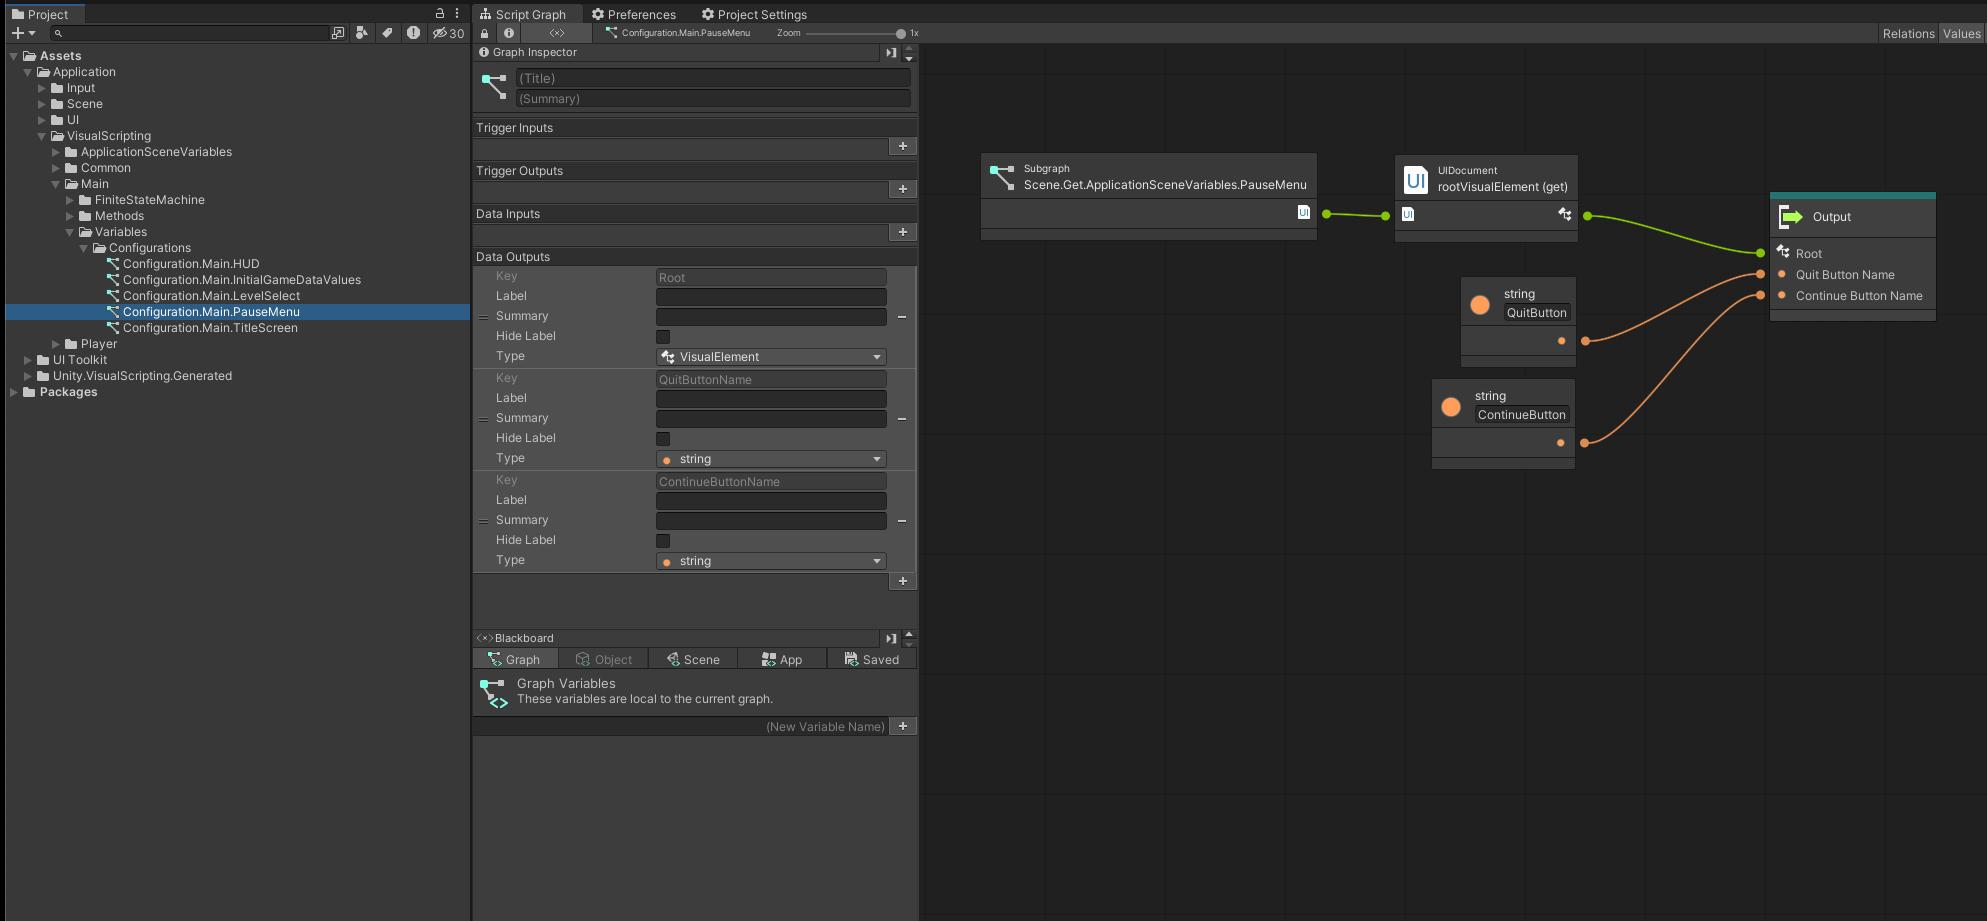 Project
30
Assets
Application
Input
Scene
UI
VisualScripting
ApplicationSceneVariables
Common
Main
FiniteStateMachine
Methods
Variables
Configurations
Configuration.Main.HUD
Configuration.Main.InitialGameDataValues
Configuration.Main.LevelSelect
Configuration.Main.PauseMenu
Configuration.Main.TitleScreen
Player
UI Toolkit
Unity.VisualScripting.Generated
Packages
Script Graph Preferences Project Settings
Configuration.Main.PauseMenu Zoom 1x
Relations Values
Graph Inspector
(Title)
(Summary)
Trigger Inputs
Trigger Outputs
Data Inputs
Data Outputs
Key Root
Label
Summary
Hide Label
Type VisualElement
Key QuitButtonName
Label
Summary
Hide Label
Type string
Key ContinueButtonName
Label
Summary
Hide Label
Type string
Blackboard
Graph Object Scene App Saved
Graph Variables
These variables are local to the current graph.
(New Variable Name)
Subgraph
Scene.Get.ApplicationSceneVariables.PauseMenu
UI
UI
UIDocument
rootVisualElement (get)
UI
string
QuitButton
string
ContinueButton
Output
Root
Quit Button Name
Continue Button Name